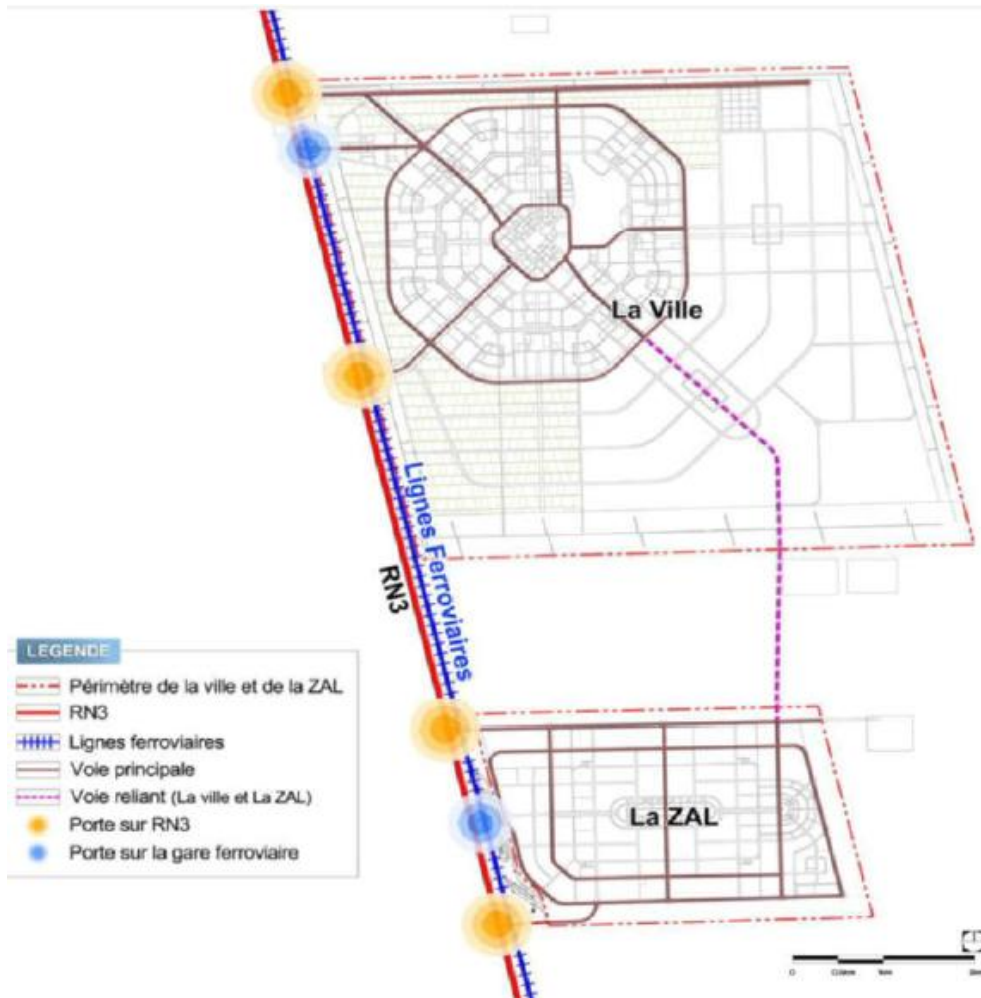 La Ville
Lignes Ferroviaires
RN3
LEGENDE
Périmètre de la ville et de la ZAL
RN3
Lignes ferroviaires
Voie principale
Voie reliant (La ville et La ZAL)
Porte sur RN3
Porte sur la gare ferroviaire
La ZAL
0